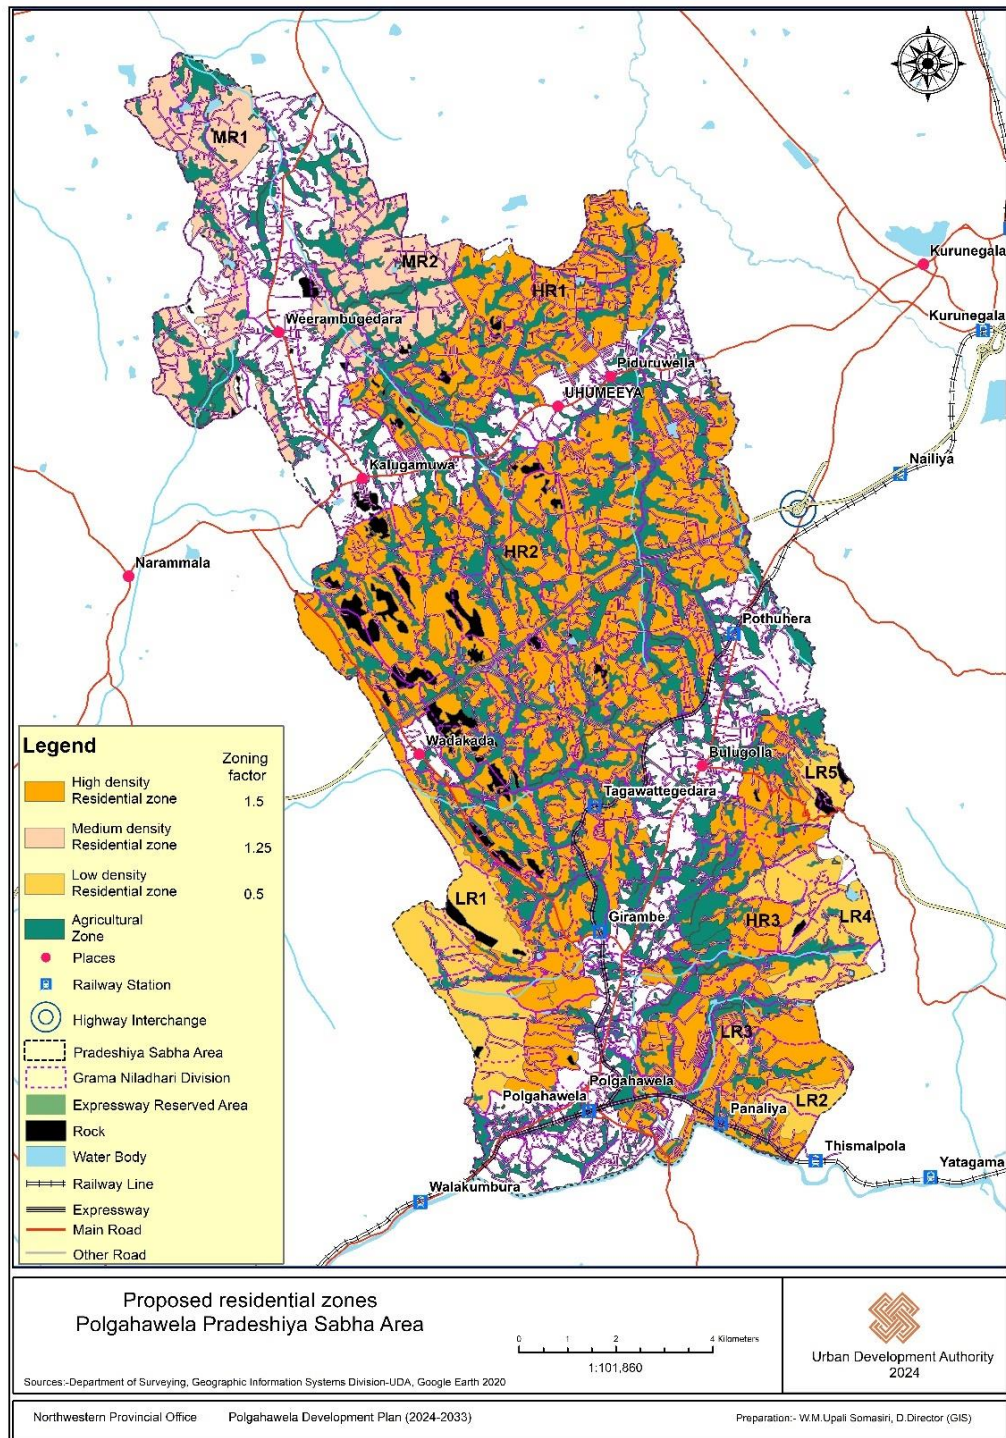 MR1
MR2
HR1
Kurunegala
Kurunegala
Weerambugedara
Piduruwella
UHUMEEYA
Kalugamuwa
Nailiya
HR2
Narammala
Pothuhera
Wadakada
Bulugolla
LR5
Tagawattegedara
LR1
Girambe
HR3
LR4
LR3
Polgahawela
Polgahawela
LR2
Panaliya
Thismalpola
Yatagama
Walakumbura
Legend
Zoning
factor
High density
Residential zone
1.5
Medium density
Residential zone
1.25
Low density
Residential zone
0.5
Agricultural
Zone
Places
Railway Station
Highway Interchange
Pradeshiya Sabha Area
Grama Niladhari Division
Expressway Reserved Area
Rock
Water Body
Railway Line
Expressway
Main Road
Other Road
Proposed residential zones
Polgahawela Pradeshiya Sabha Area
0 1 2 4 Kilometers
1:101,860
Sources:-Department of Surveying, Geographic Information Systems Division-UDA, Google Earth 2020
Urban Development Authority
2024
Northwestern Provincial Office Polgahawela Development Plan (2024-2033) Preparation:- W.M.Upali Somasiri, D.Director (GIS)